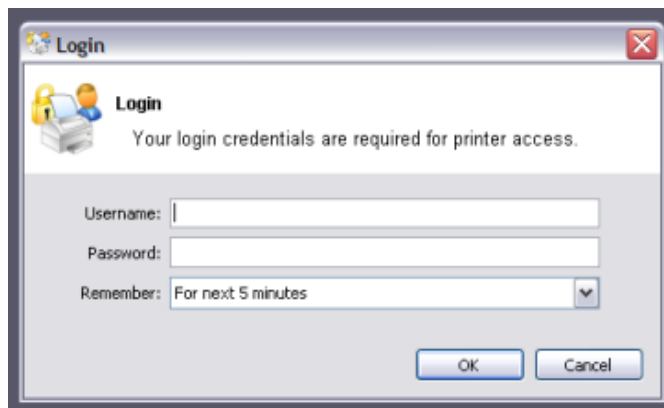 Login
Login
Your login credentials are required for printer access.
Username:
Password:
Remember: For next 5 minutes
OK Cancel